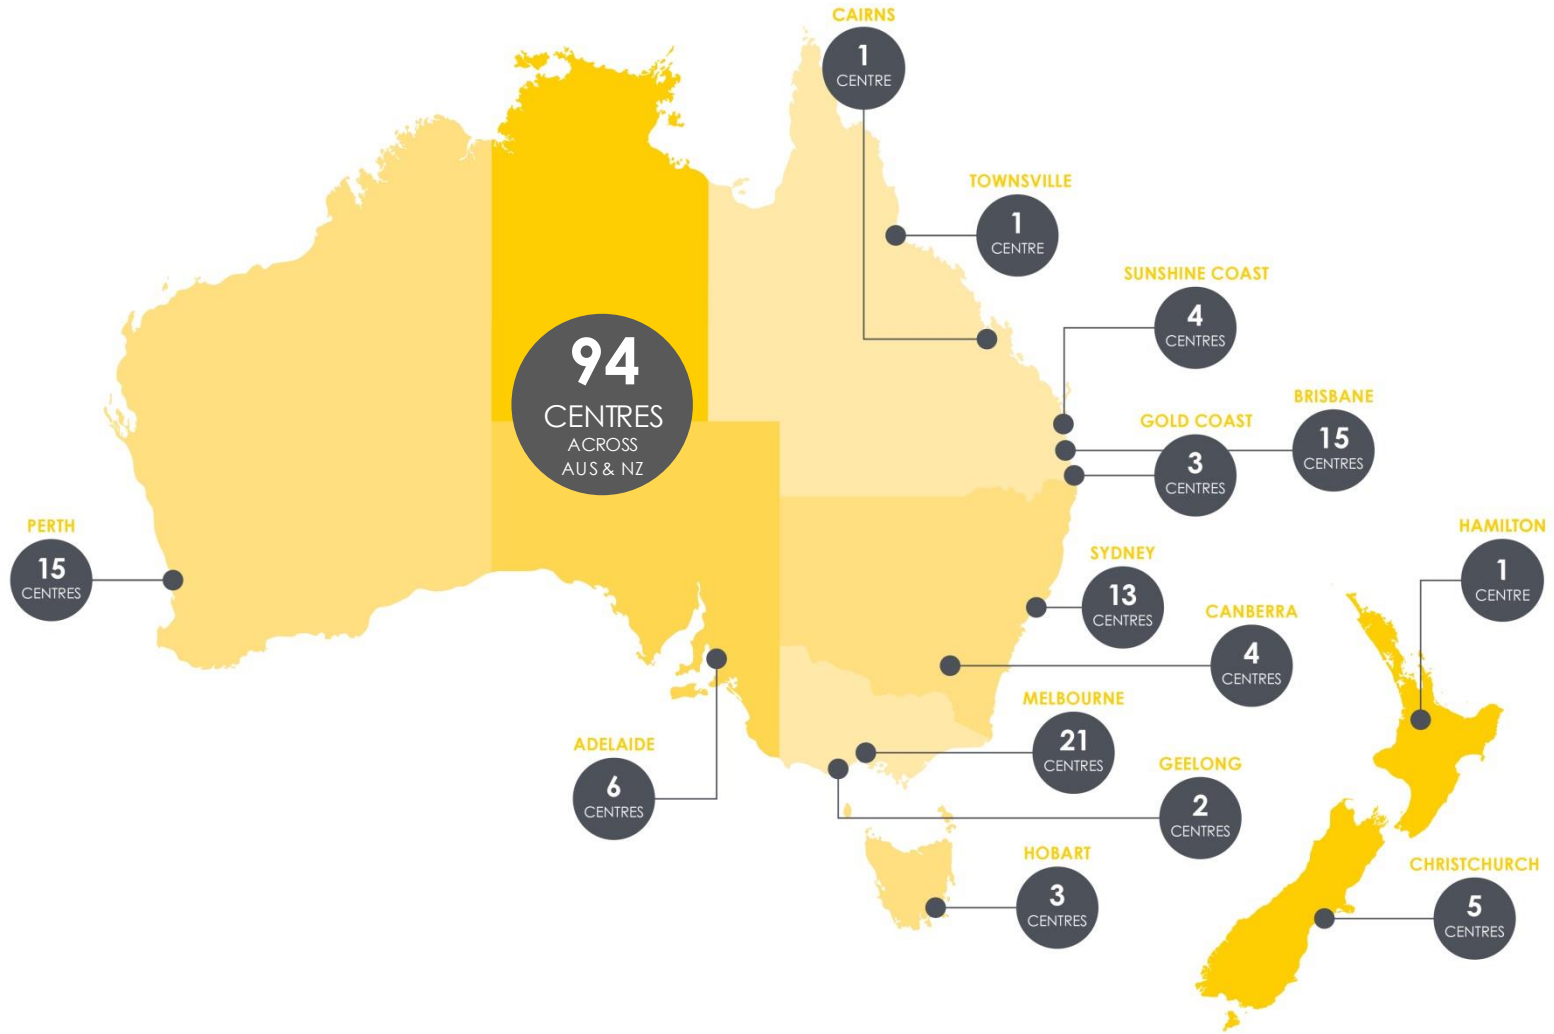 CAIRNS
1
CENTRE
TOWNSVILLE
1
CENTRE
SUNSHINE COAST
4
CENTRES
94
CENTRES
ACROSS
AUS & NZ
BRISBANE
15
CENTRES
GOLD COAST
3
CENTRES
PERTH
15
CENTRES
HAMILTON
1
CENTRE
SYDNEY
13
CENTRES
CANBERRA
4
CENTRES
MELBOURNE
21
CENTRES
ADELAIDE
6
CENTRES
GEELONG
2
CENTRES
HOBART
3
CENTRES
CHRISTCHURCH
5
CENTRES